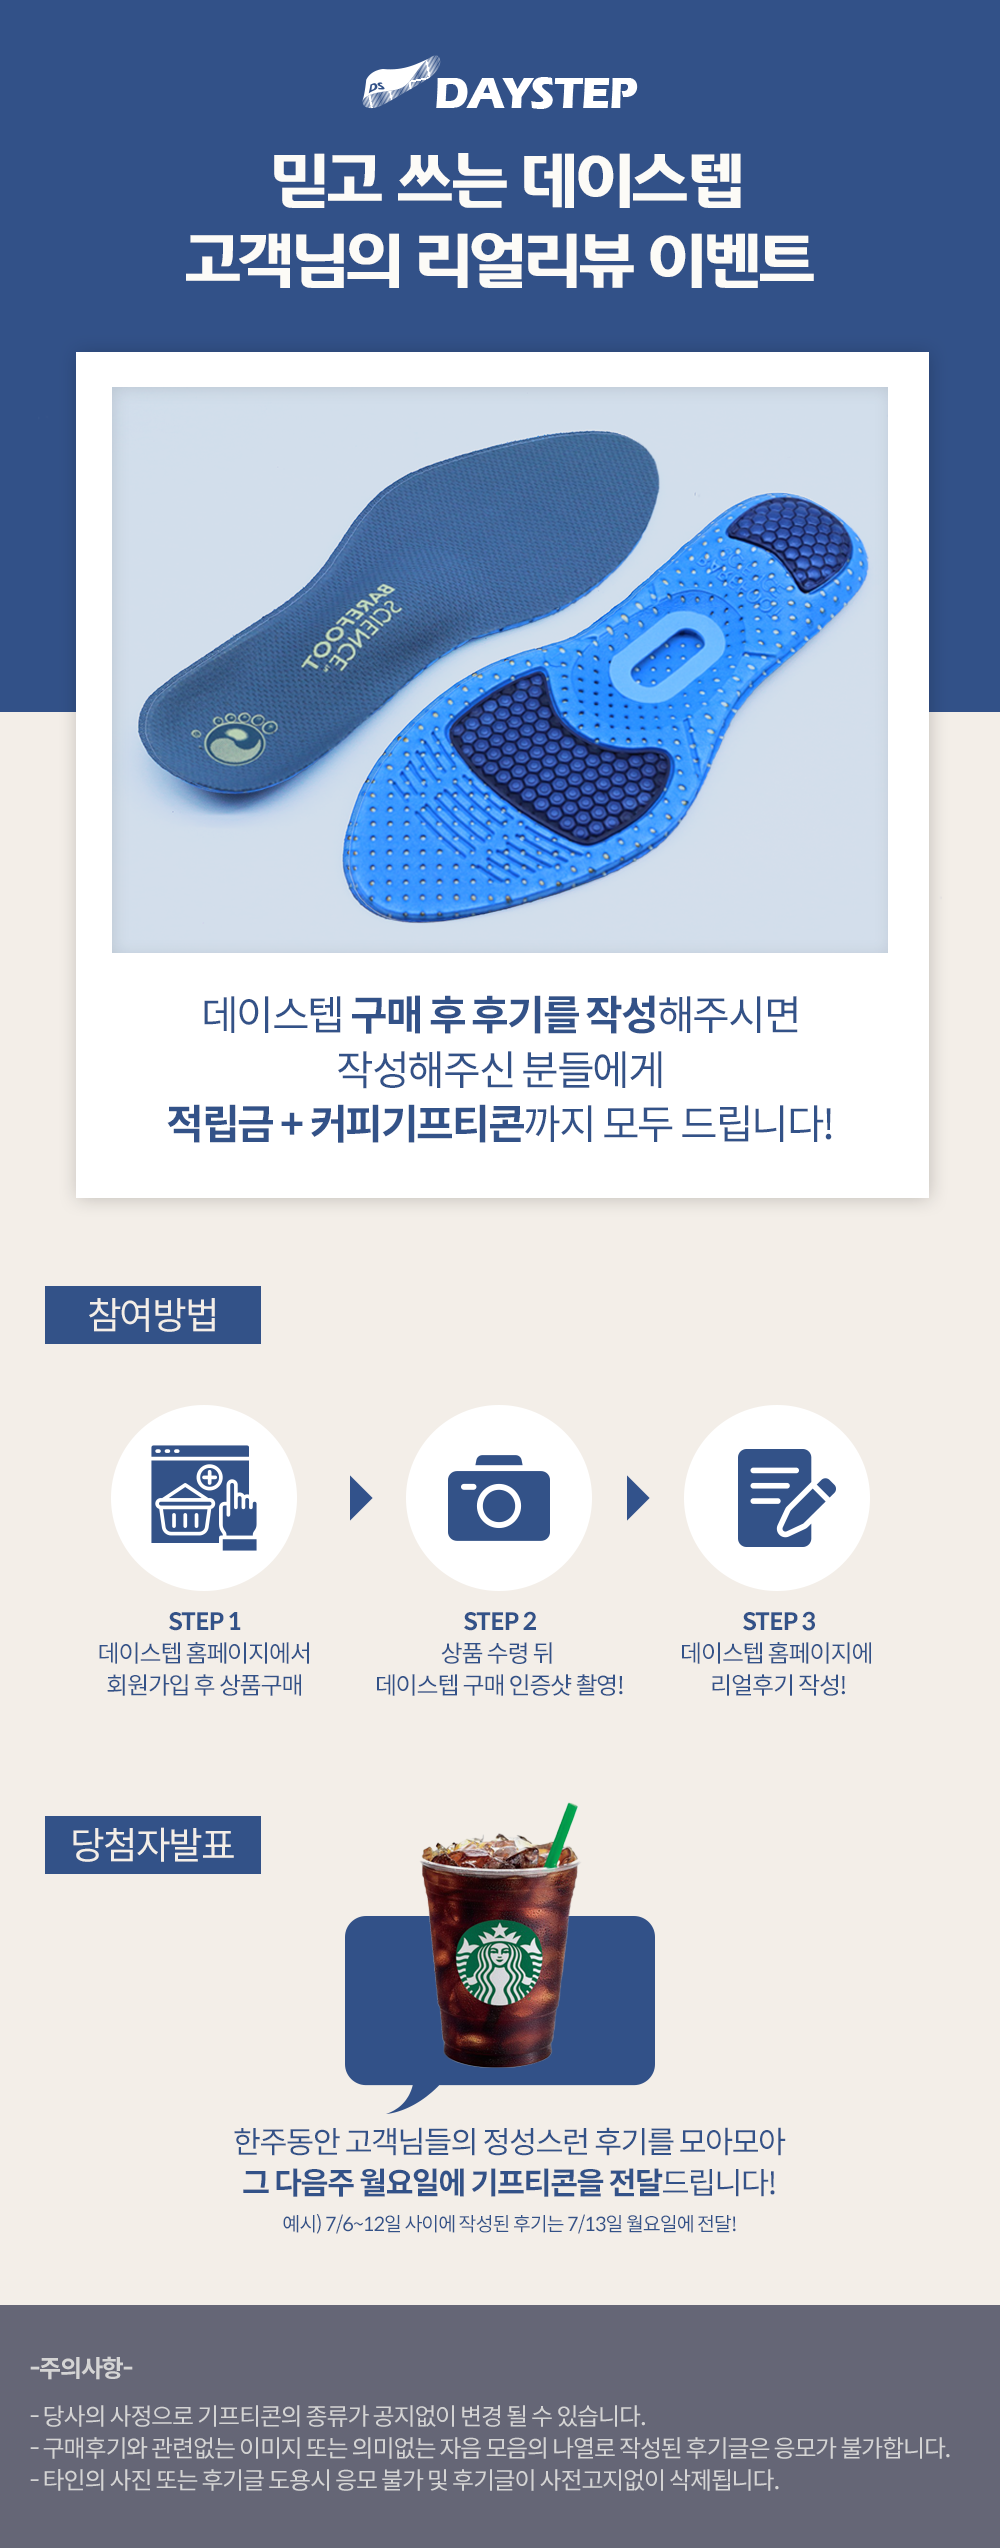 DS DAYSTEP
믿고 쓰는 데이스텝
고객님의 리얼리뷰 이벤트
BAREFOOT
SCIENCE
데이스텝 구매 후 후기를 작성해주시면
작성해주신 분들에게
적립금 + 커피기프티콘까지 모두 드립니다!
참여방법
STEP 1
데이스텝 홈페이지에서
회원가입 후 상품구매
STEP 2
상품 수령 뒤
데이스텝 구매 인증샷 촬영!
STEP 3
데이스텝 홈페이지에
리얼후기 작성!
당첨자발표
한주동안 고객님들의 정성스런 후기를 모아모아
그 다음주 월요일에 기프티콘을 전달드립니다!
예시) 7/6~12일 사이에 작성된 후기는 7/13일 월요일에 전달!
-주의사항-
- 당사의 사정으로 기프티콘의 종류가 공지없이 변경 될 수 있습니다.
- 구매후기와 관련없는 이미지 또는 의미없는 자음 모음의 나열로 작성된 후기글은 응모가 불가합니다.
- 타인의 사진 또는 후기글 도용시 응모 불가 및 후기글이 사전고지없이 삭제됩니다.